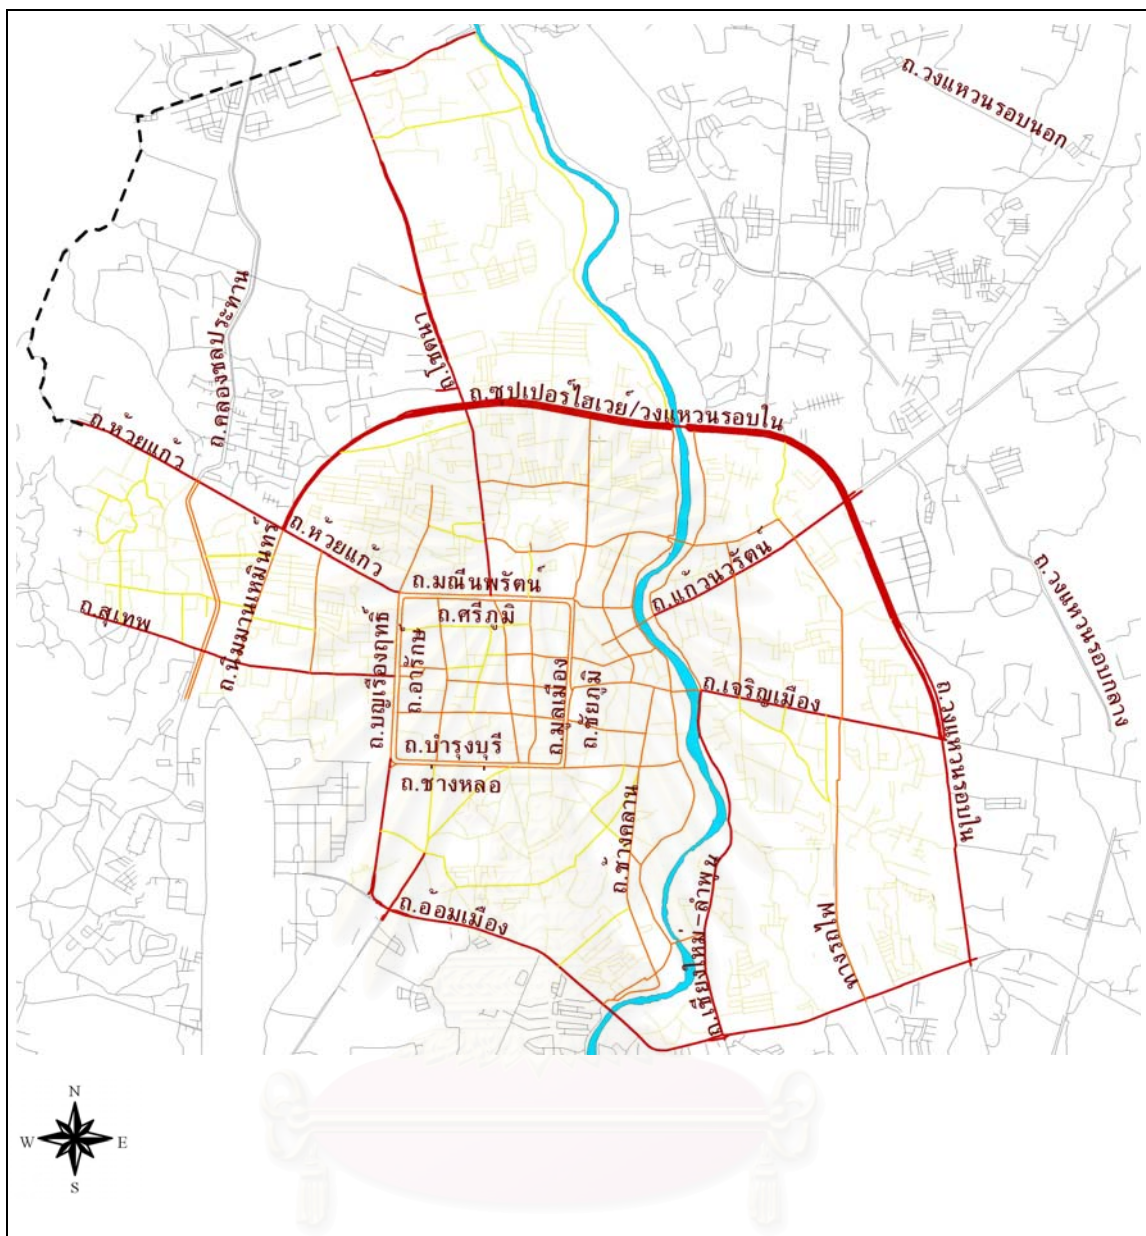 ถ.วงแหวนรอบนอก
ถ.คลองชลประทาน
ถ.โชตนา
ถ.ซุปเปอร์ไฮเวย์/วงแหวนรอบใน
ถ.ห้วยแก้ว
ถ.ห้วยแก้ว
ถ.นิมมานเหมินทร์
ถ.มณีนพรัตน์
ถ.แก้วนวรัตน์
ถ.วงแหวนรอบกลาง
ถ.สุเทพ
ถ.ศรีภูมิ
ถ.บุญเรืองฤทธิ์
ถ.อารักษ์
ถ.มูลเมือง
ถ.ชัยภูมิ
ถ.เจริญเมือง
ถ.วงแหวนรอบใน
ถ.บำรุงบุรี
ถ.ช่างหลอ
ถ.ช้างคลาน
ถ.อ้อมเมือง
ถ.เชียงใหม่-ลำพูน
ทางรถไฟ
N
W
E
S